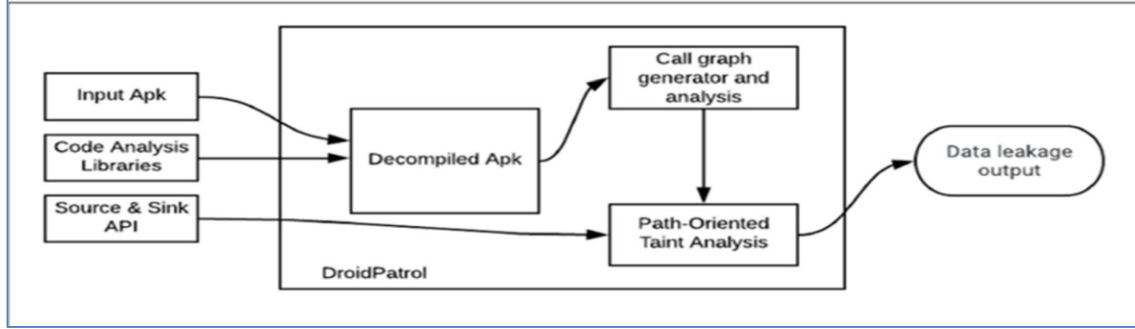 Input Apk
Code Analysis
Libraries
Source & Sink
API
Decompiled Apk
Call graph
generator and
analysis
Path-Oriented
Taint Analysis
DroidPatrol
Data leakage
output